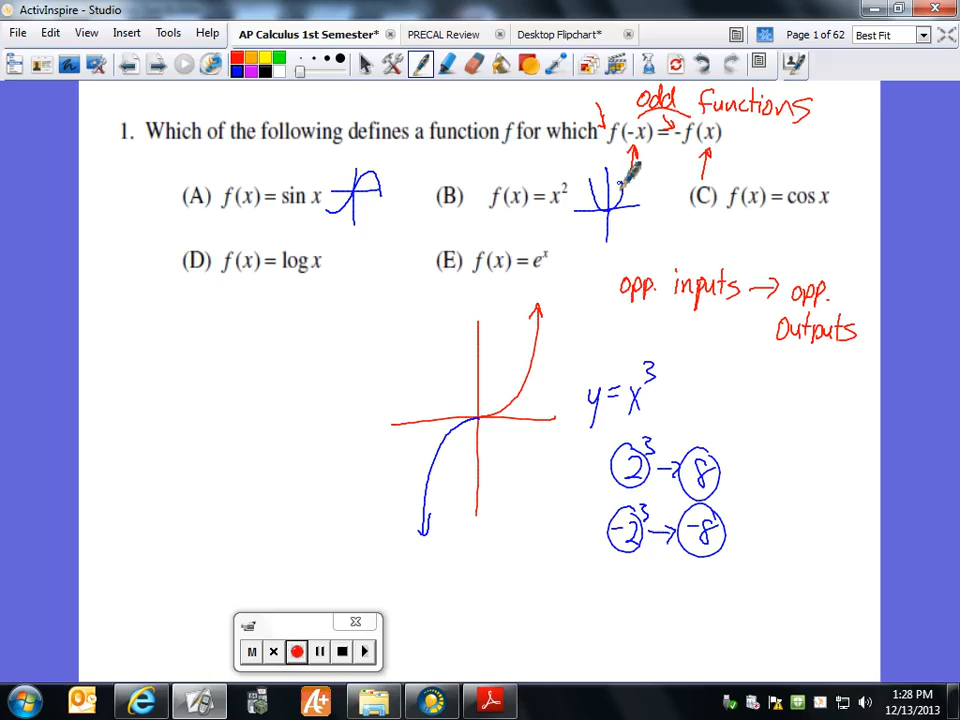 ActivInspire - Studio
File Edit View Insert Tools Help
AP Calculus 1st Semester*
PRECAL Review
Desktop Flipchart*
Page 1 of 62
Best Fit
odd functions
1. Which of the following defines a function f for which f(-x) = -f(x)
(A) f(x) = sin x
(B) f(x) = x²
(C) f(x) = cos x
(D) f(x) = log x
(E) f(x) = eˣ
opp. inputs → opp.
outputs
y = x³
2³ → 8
-2³ → -8
M
1:28 PM
12/13/2013